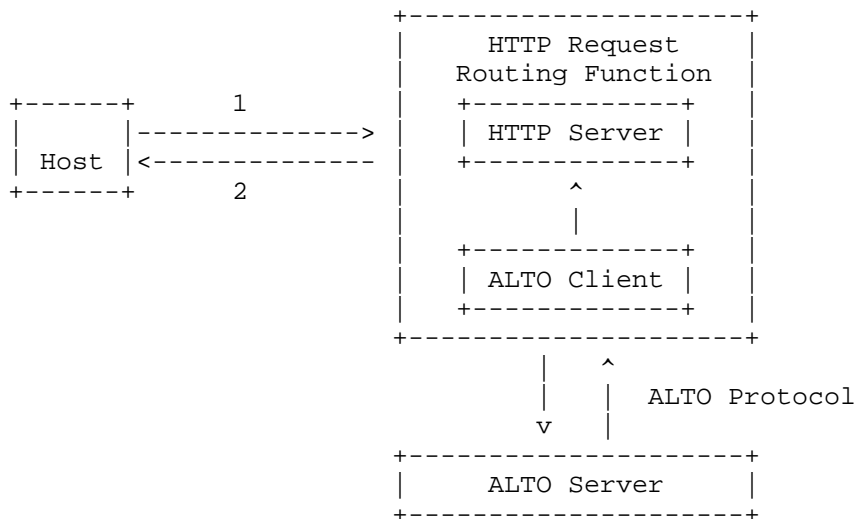 HTTP Request
Routing Function
1
HTTP Server
Host
2
ALTO Client
ALTO Protocol
ALTO Server